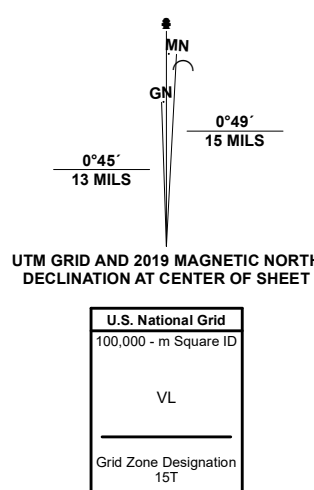 MN
GN
0°49´
15 MILS
0°45´
13 MILS
UTM GRID AND 2019 MAGNETIC NORTH
DECLINATION AT CENTER OF SHEET
U.S. National Grid
100,000 - m Square ID
VL
Grid Zone Designation
15T